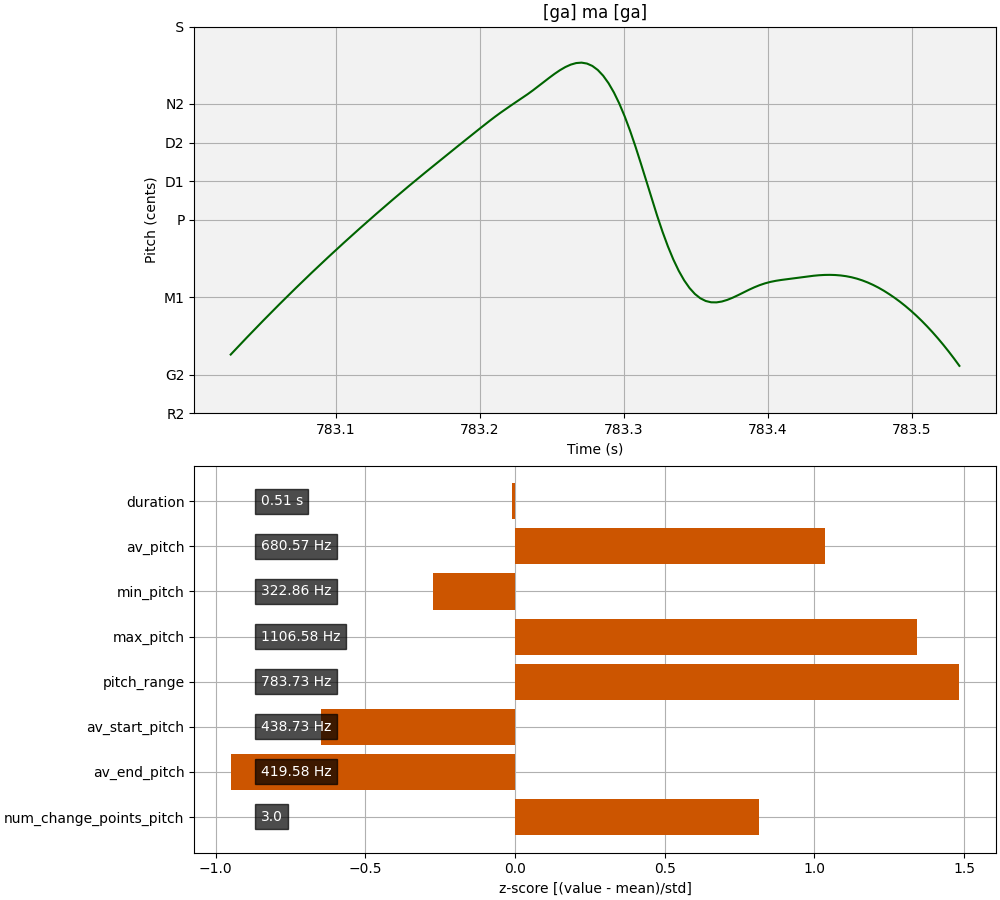 [ga] ma [ga]
S
N2
D2
D1
P
M1
G2
R2
Pitch (cents)
783.1 783.2 783.3 783.4 783.5
Time (s)
duration 0.51 s
av_pitch 680.57 Hz
min_pitch 322.86 Hz
max_pitch 1106.58 Hz
pitch_range 783.73 Hz
av_start_pitch 438.73 Hz
av_end_pitch 419.58 Hz
num_change_points_pitch 3.0
−1.0 −0.5 0.0 0.5 1.0 1.5
z-score [(value - mean)/std]